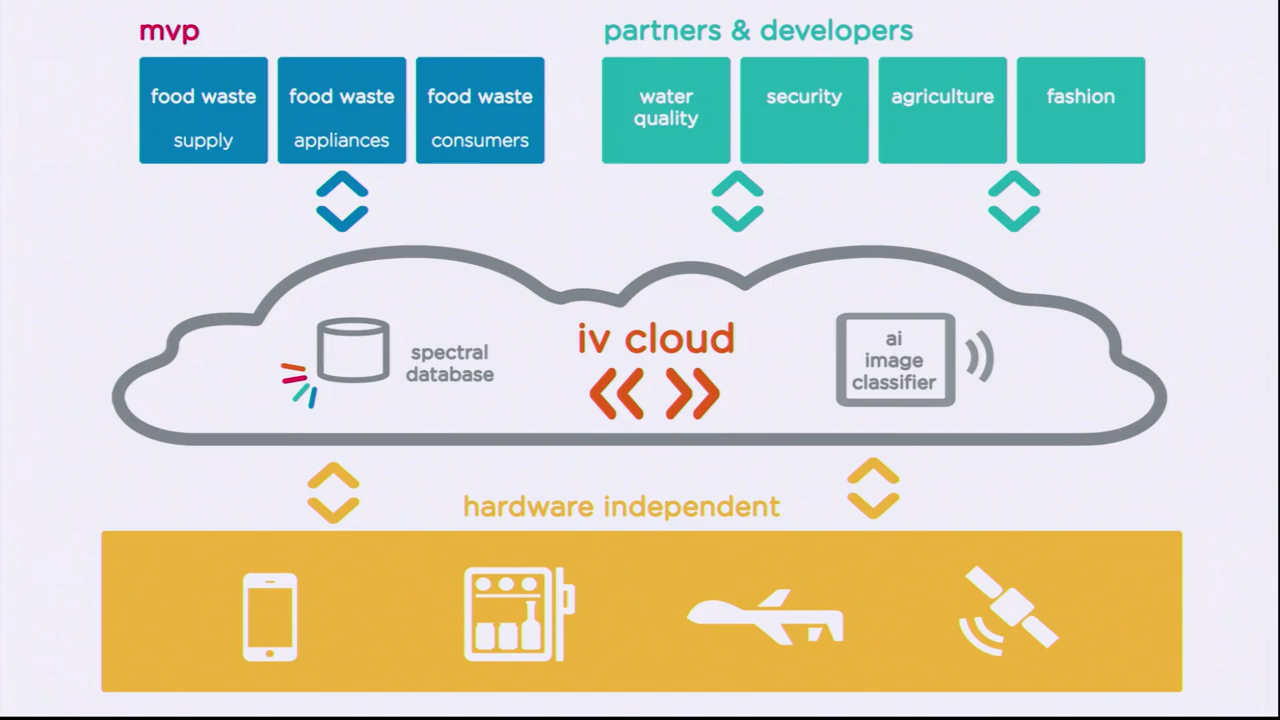 mvp
partners & developers
food waste
supply
food waste
appliances
food waste
consumers
water
quality
security
agriculture
fashion
spectral
database
iv cloud
ai
image
classifier
hardware independent